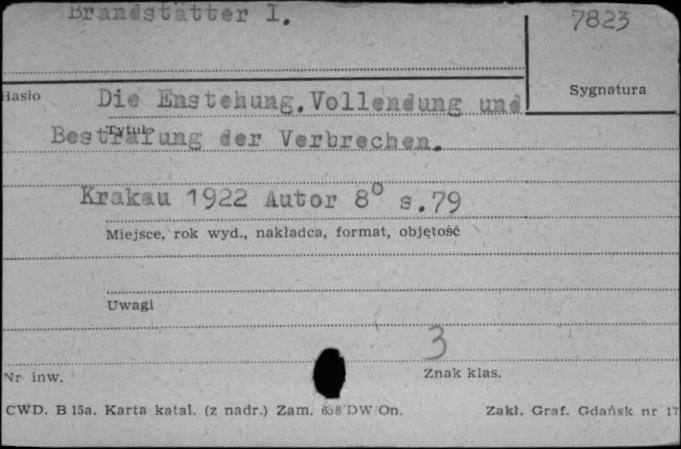 Brandstätter I.
7823
Sygnatura
Hasło
Die Enstehung. Vollendung und
Tytuł
Bestrafung der Verbrechen.
Krakau 1922 Autor 8° s. 79
Miejsce, rok wyd., nakładca, format, objętość
Uwagi
3
Nr inw.
Znak klas.
CWD. B 15a. Karta katal. (z nadr.) Zam. 658 DW/On.
Zakł. Graf. Gdańsk nr 17